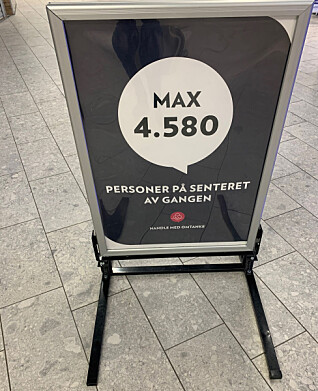 MAX
4.580
PERSONER PÅ SENTERET
AV GANGEN
HANDLE MED OMTANKE